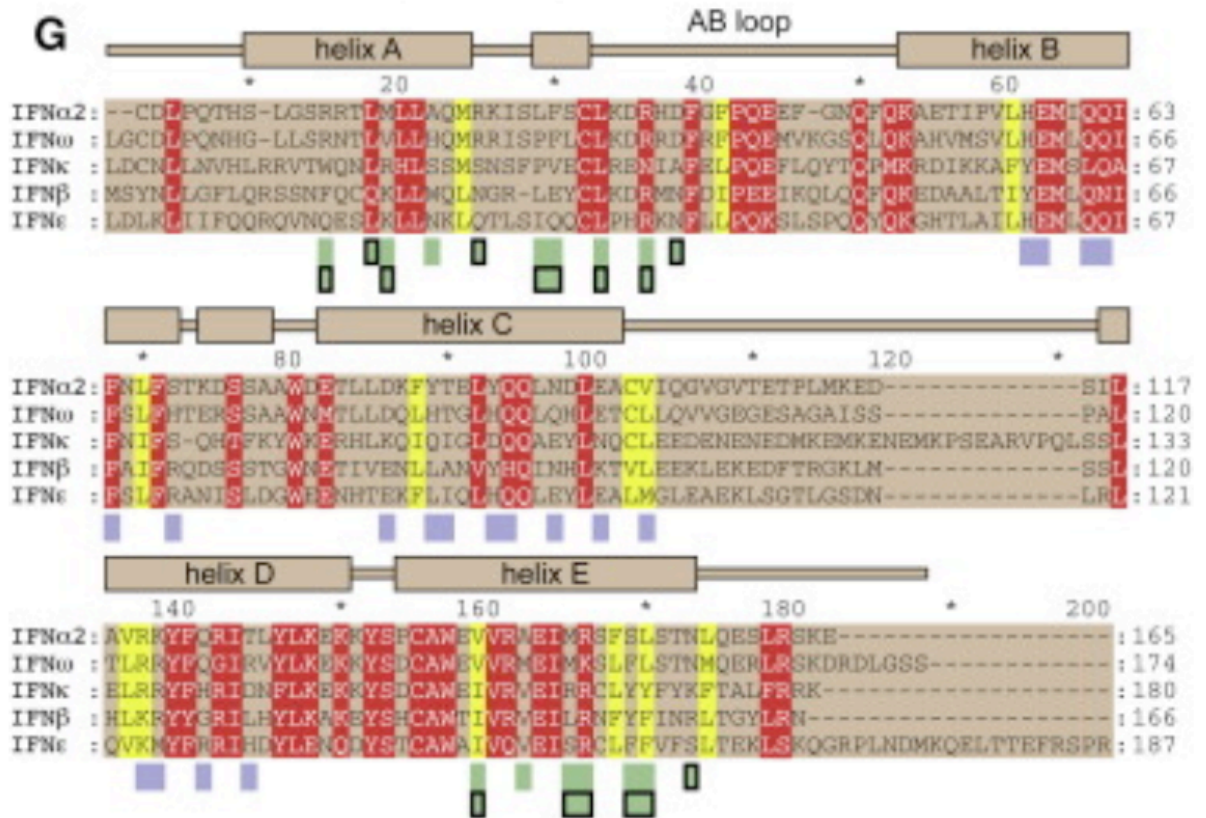 G
AB loop
helix A helix B
* 20 * 40 * 60
IFNα2: --CDLPQTHS-LGSRRTLMLLAQMRKISLFSCLKDRHDFGFPQEEF-GNQFQKAETIPVLHEMIQQI : 63
IFNω : LGCDLPQNHG-LLSRNTLVLLHQMRRISPFLCLKDRRDFRFPQEMVKGSQLQKAHVMSVLHEMLQQI : 66
IFNκ : LDCNLLNVHLRRVTWQNLRHLSSMSNSFPVECLRENIAFELPQEFLQYTQPMKRDIKKAFYEMSLQA : 67
IFNβ : MSYNLLGFLQRSSNFQCQKLLWQLNGR-LEYCLKDRMNFDIPEEIKQLQQFQKEDAALTIYEMLQNI : 66
IFNε : LDLKLIIFQQRQVNQESLKLLNKLQTLSIQQCLPHRKNFLLPQKSLSPQQYQKGHTLAILHEMLQQI : 67
helix C
* 80 * 100 * 120 *
IFNα2: FNLFSTKDSSAAWDETLLDKFYTELYQQLNDLEACVIQGVGVTETPLMKED-------------SIL : 117
IFNω : FSLFHTERSSAAWNMTLLDQLHTGLHQQLQHLETCLLQVVGEGESAGAISS-------------PAL : 120
IFNκ : FNIFS-QHTFKYWKERHLKQIQIGLDQQAEYLNQCLEEDENENEDMKEMKENEMKPSEARVPQLSSL : 133
IFNβ : FAIFRQDSSSTGWNETIVENLLANVYHQINHLKTVLEEKLEKEDFTRGKLM-------------SSL : 120
IFNε : FSLFRANISLDGWEENHTEKFLIQLHQQLEYLEALMGLEAEKLSGTLGSDN-------------LRL : 121
helix D helix E
140 * 160 * 180 * 200
IFNα2: AVRKYFQRITLYLKEKKYSPCAWEVVRAEIMRSFSLSTNLQESLRSKE------------------ : 165
IFNω : TLRRYFQGIRVYLKEKKYSDCAWEVVRMEIMKSLFLSTNMQERLRSKDRDLGSS------------ : 174
IFNκ : ELRRYFHRIDNFLKEKKYSDCAWEIVRVEIRRCLYYFYKFTALFRRK------------------- : 180
IFNβ : HLKRYYGRILHYLKAKEYSHCAWTIVRVEILRNFYFINRLTGYLRN-------------------- : 166
IFNε : QVKMYFRRIHDYLENQDYSTCAWAIVQVEISRCLFFVFSLTEKLSKQGRPLNDMKQELTTEFRSPR : 187